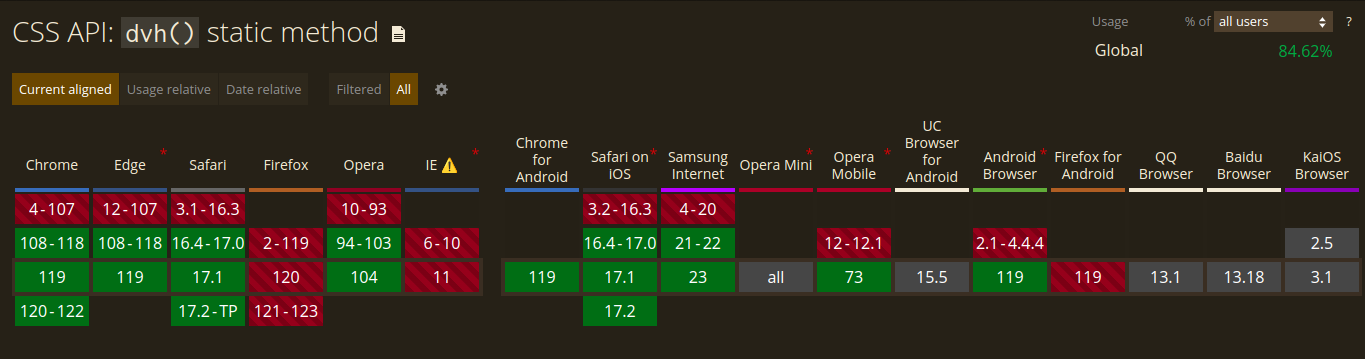 CSS API: dvh() static method
Usage % of all users ?
Global 84.62%
Current aligned Usage relative Date relative Filtered All
Chrome Edge * Safari Firefox Opera IE ⚠️ * Chrome for Android Safari on iOS * Samsung Internet Opera Mini * Opera Mobile * UC Browser for Android Android Browser * Firefox for Android QQ Browser Baidu Browser KaiOS Browser
4-107 12-107 3.1-16.3 10-93 3.2-16.3 4-20
108-118 108-118 16.4-17.0 2-119 94-103 6-10 16.4-17.0 21-22 12-12.1 2.1-4.4.4 2.5
119 119 17.1 120 104 11 119 17.1 23 all 73 15.5 119 119 13.1 13.18 3.1
120-122 17.2-TP 121-123 17.2